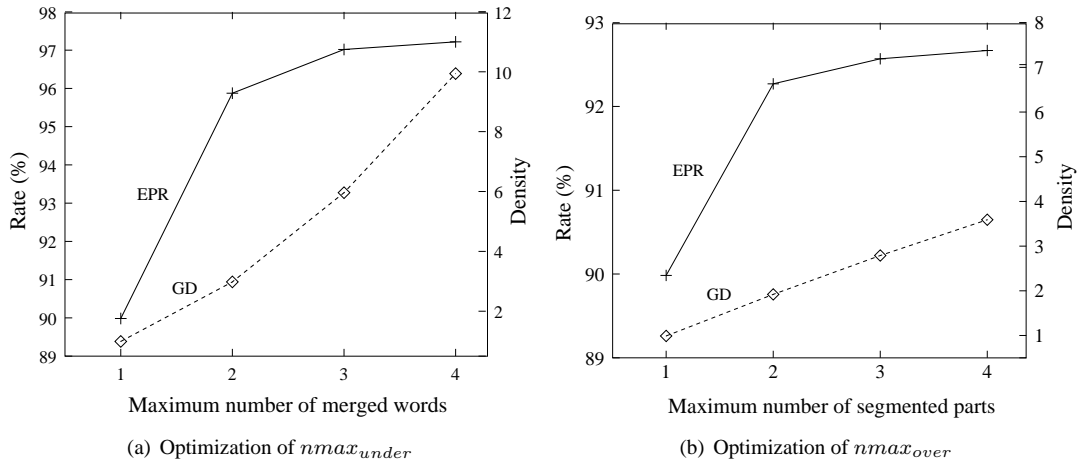 98
97
96
95
94
93
92
91
90
89
Rate (%)
EPR
GD
12
10
8
6
4
2
Density
1 2 3 4
Maximum number of merged words
(a) Optimization of nmax_under
93
92
91
90
89
Rate (%)
EPR
GD
8
7
6
5
4
3
2
1
Density
1 2 3 4
Maximum number of segmented parts
(b) Optimization of nmax_over